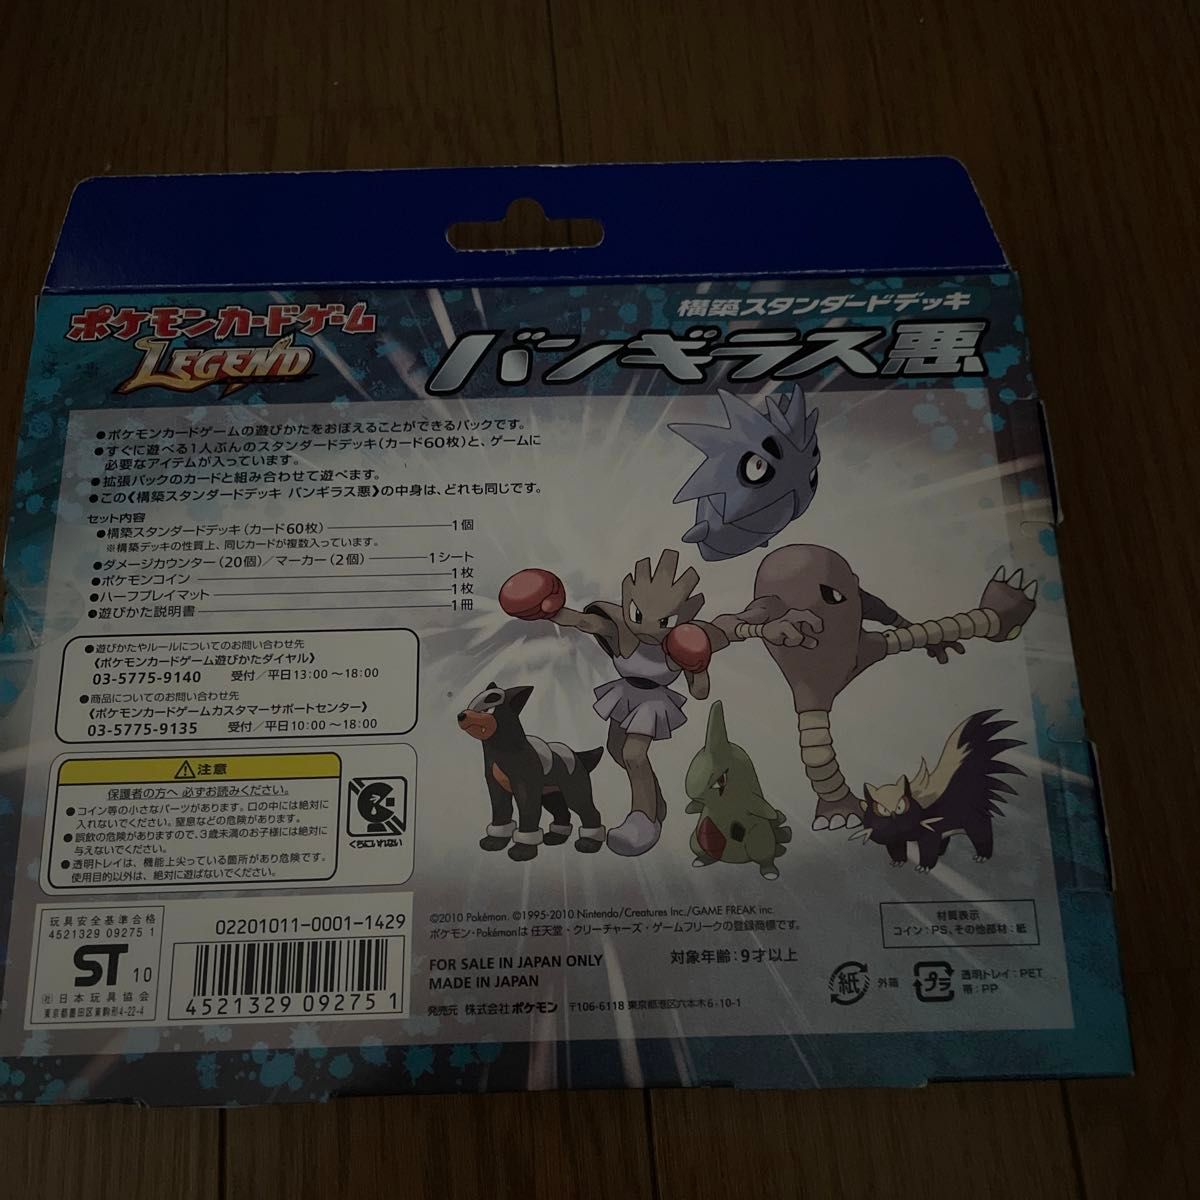 ポケモンカードゲーム
LEGEND
構築スタンダードデッキ
バンギラス悪
●ポケモンカードゲームの遊びかたをおぼえることができるパックです。
●すぐに遊べる1人ぶんのスタンダードデッキ(カード60枚)と、ゲームに
必要なアイテムが入っています。
●拡張パックのカードと組み合わせて遊べます。
●この《構築スタンダードデッキ バンギラス悪》の中身は、どれも同じです。
セット内容
●構築スタンダードデッキ(カード60枚) 1個
※構築デッキの性質上、同じカードが複数入っています。
●ダメージカウンター(20個)/マーカー(2個) 1シート
●ポケモンコイン 1枚
●ハーフプレイマット 1枚
●遊びかた説明書 1冊
●遊びかたやルールについてのお問い合わせ先
《ポケモンカードゲーム遊びかたダイヤル》
03-5775-9140 受付/平日13:00〜18:00
●商品についてのお問い合わせ先
《ポケモンカードゲームカスタマーサポートセンター》
03-5775-9135 受付/平日10:00〜18:00
注意
保護者の方へ 必ずお読みください。
●コイン等の小さなパーツがあります。口の中には絶対に
入れないでください。窒息などの危険があります。
●誤飲の危険がありますので、3歳未満のお子様には絶対に
与えないでください。
●透明トレイは、機能上尖っている箇所があり危険です。
使用目的以外は、絶対に遊ばないでください。
くちにいれない
玩具安全基準合格
4521329 09275 1
ST 10
(社)日本玩具協会
東京都墨田区東駒形4-22-4
02201011-0001-1429
4 521329 092751
©2010 Pokémon. ©1995-2010 Nintendo/Creatures Inc./GAME FREAK inc.
ポケモン・Pokémonは 任天堂・クリーチャーズ・ゲームフリークの登録商標です。
FOR SALE IN JAPAN ONLY
MADE IN JAPAN
対象年齢:9才以上
発売元 株式会社ポケモン 〒106-6118 東京都港区六本木6-10-1
材質表示
コイン:PS、その他部材:紙
紙 外箱
プラ 透明トレイ:PET
帯:PP